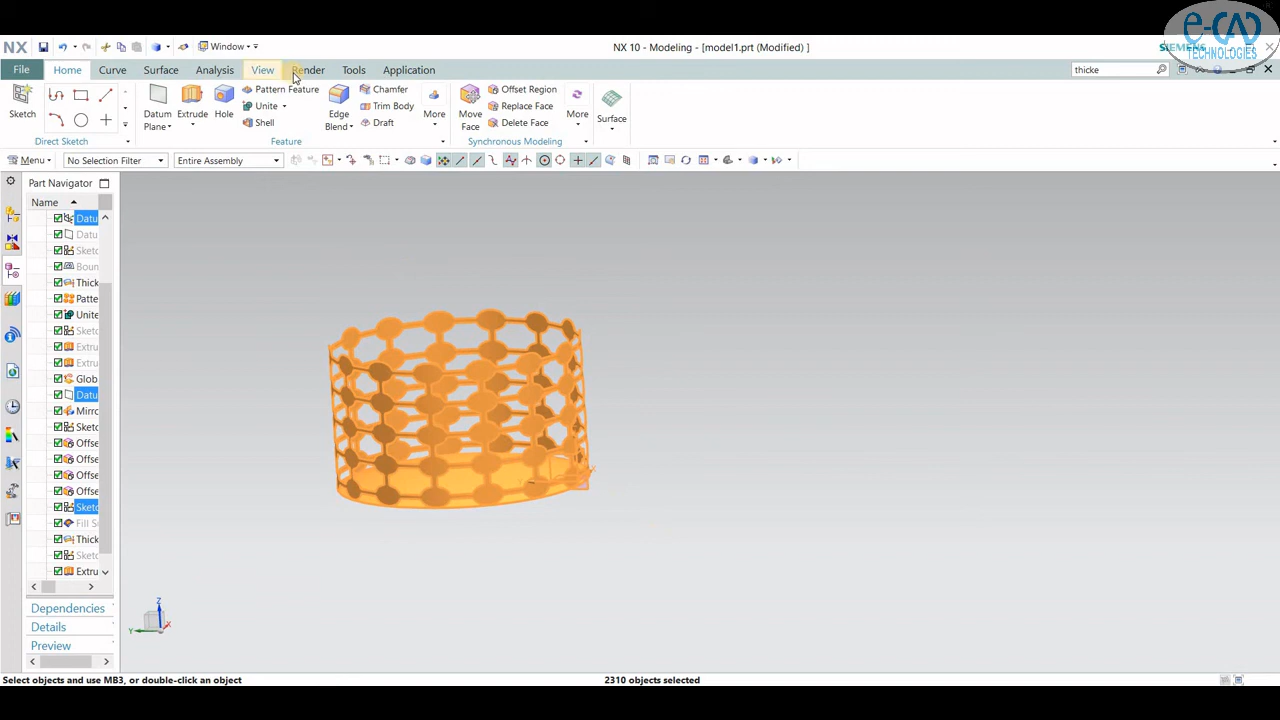 e-CAD
TECHNOLOGIES
NX
Window
NX 10 - Modeling - [model1.prt (Modified) ]
File
Home
Curve
Surface
Analysis
View
Render
Tools
Application
thicke
Sketch
Direct Sketch
Datum Plane
Extrude
Hole
Pattern Feature
Unite
Shell
Edge Blend
Chamfer
Trim Body
Draft
More
Feature
Move Face
Offset Region
Replace Face
Delete Face
More
Synchronous Modeling
Surface
Menu
No Selection Filter
Entire Assembly
Part Navigator
Name
Datu
Datu
Sketc
Boun
Thick
Patte
Unite
Sketc
Extru
Extru
Glob
Datu
Mirro
Sketc
Offse
Offse
Offse
Offse
Sketc
Fill S
Thick
Sketc
Extru
Dependencies
Details
Preview
Z
Y
X
X
Select objects and use MB3, or double-click an object
2310 objects selected